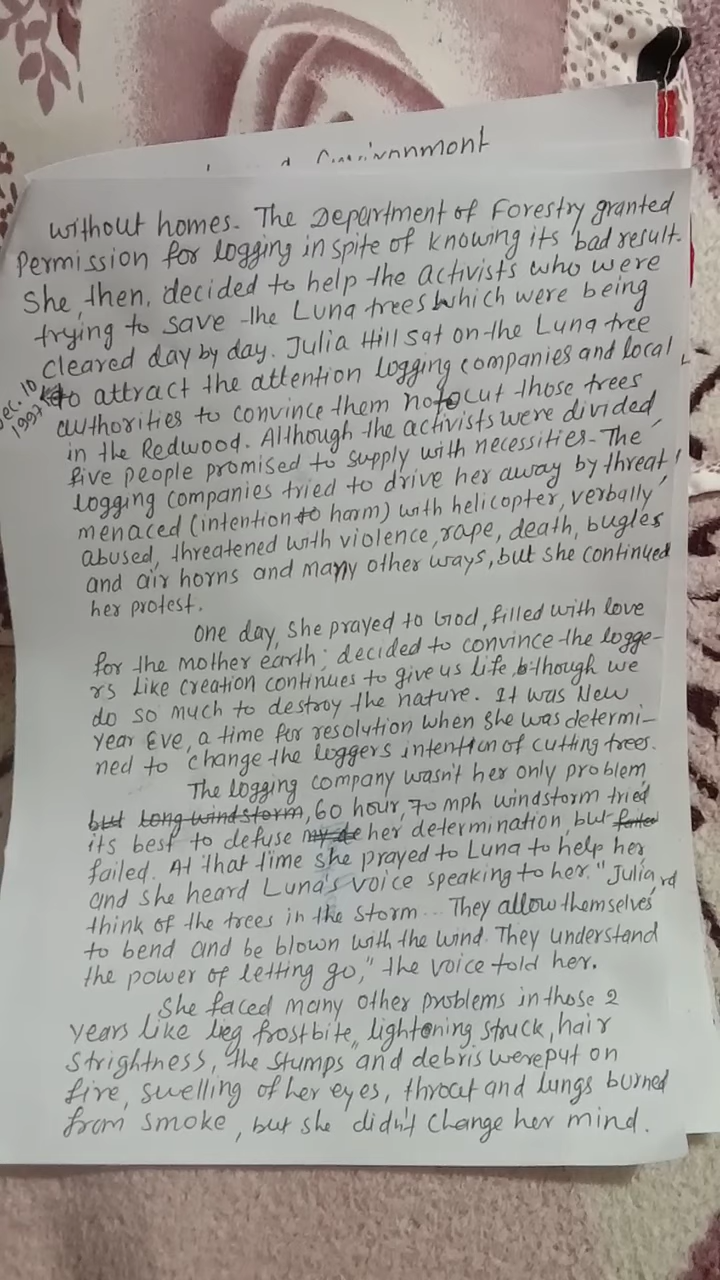 Environment
without homes. The Department of Forestry granted
Permission for logging in spite of knowing its bad result.
She, then, decided to help the activists who were
trying to save the Luna trees which were being
cleared day by day. Julia Hill sat on the Luna tree
Dec. 10, 1997
to attract the attention logging companies and local
authorities to convince them not to cut those trees
in the Redwood. Although the activists were divided,
five people promised to supply with necessities. The
logging companies tried to drive her away by threat,
menaced (intention to harm) with helicopter, verbally
abused, threatened with violence, rape, death, bugles
and air horns and many other ways, but she continued
her protest.
One day, she prayed to God, filled with love
for the mother earth; decided to convince the logge-
rs like creation continues to give us life, though we
do so much to destroy the nature. It was New
Year Eve, a time for resolution when she was determi-
ned to change the loggers intention of cutting trees.
The logging company wasn't her only problem
but long windstorm, 60 hour, 70 mph windstorm tried
its best to defuse my de her determination, but failed
failed. At that time she prayed to Luna to help her
and she heard Luna's voice speaking to her. "Julia,
think of the trees in the storm... They allow themselves
to bend and be blown with the wind. They understand
the power of letting go," the voice told her.
She faced many other problems in those 2
years like leg frostbite, lightening struck, hair
strightness, the stumps and debris were put on
fire, swelling of her eyes, throat and lungs burned
from smoke, but she didn't change her mind.